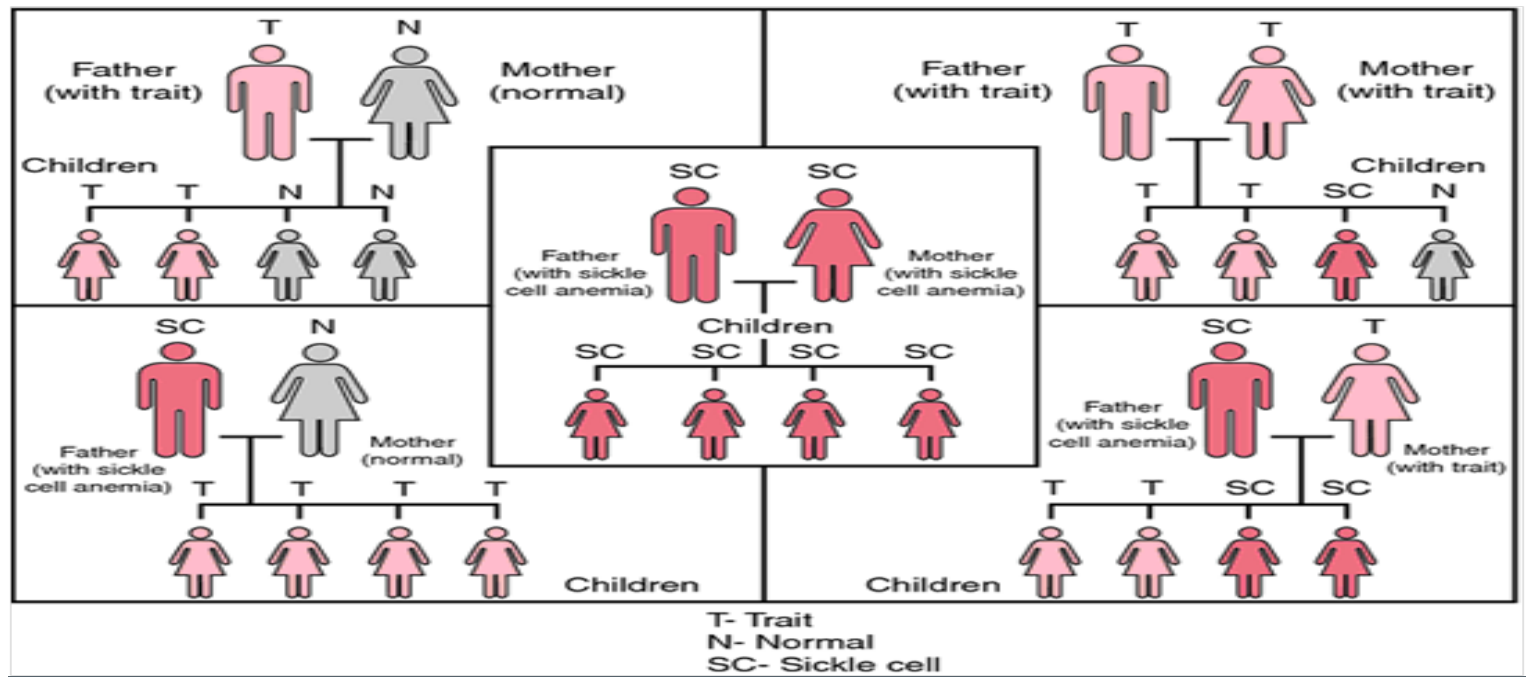 T N
Father
(with trait)
Mother
(normal)
Children
T T N N
T T
Father
(with trait)
Mother
(with trait)
Children
T T SC N
SC SC
Father
(with sickle
cell anemia)
Mother
(with sickle
cell anemia)
Children
SC SC SC SC
SC N
Father
(with sickle
cell anemia)
Mother
(normal)
T T T T
Children
SC T
Father
(with sickle
cell anemia)
Mother
(with trait)
T T SC SC
Children
T- Trait
N- Normal
SC- Sickle cell